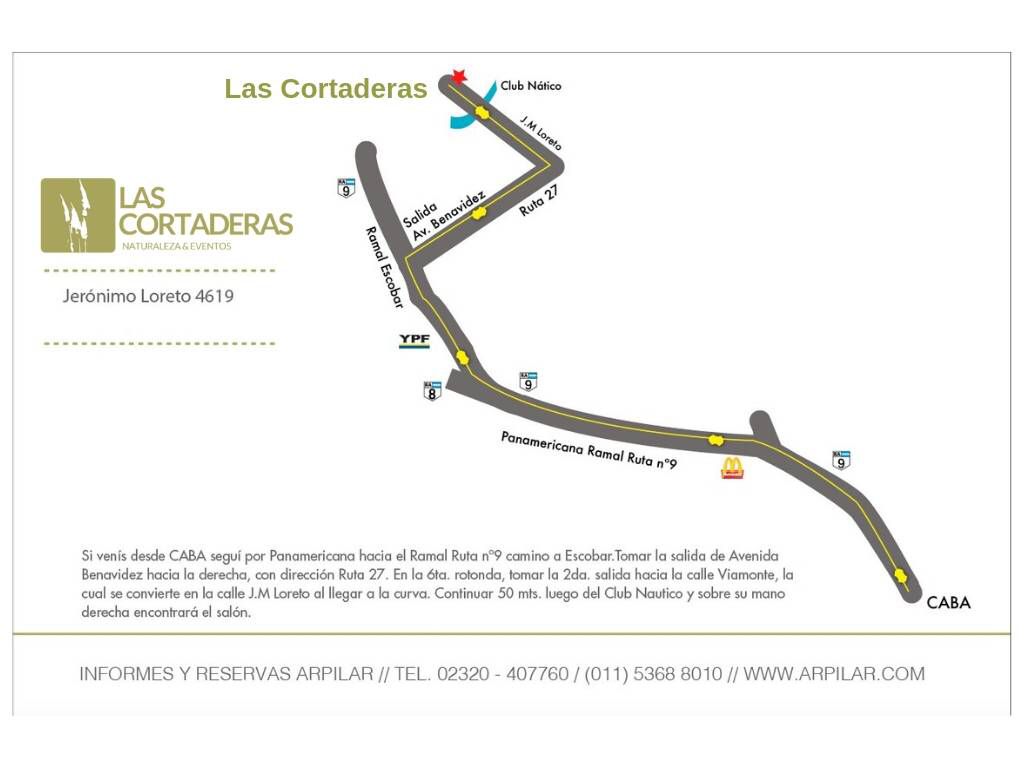 Las Cortaderas
Club Nático
J.M Loreto
RUTA 9
Salida
Av. Benavidez
Ruta 27
LAS
CORTADERAS
NATURALEZA & EVENTOS
Jerónimo Loreto 4619
Ramal Escobar
YPF
8
9
Panamericana Ramal Ruta nº9
9
CABA
Si venís desde CABA seguí por Panamericana hacia el Ramal Ruta nº9 camino a Escobar.Tomar la salida de Avenida
Benavidez hacia la derecha, con dirección Ruta 27. En la 6ta. rotonda, tomar la 2da. salida hacia la calle Viamonte, la
cual se convierte en la calle J.M Loreto al llegar a la curva. Continuar 50 mts. luego del Club Nautico y sobre su mano
derecha encontrará el salón.
INFORMES Y RESERVAS ARPILAR // TEL. 02320 - 407760 / (011) 5368 8010 // WWW.ARPILAR.COM